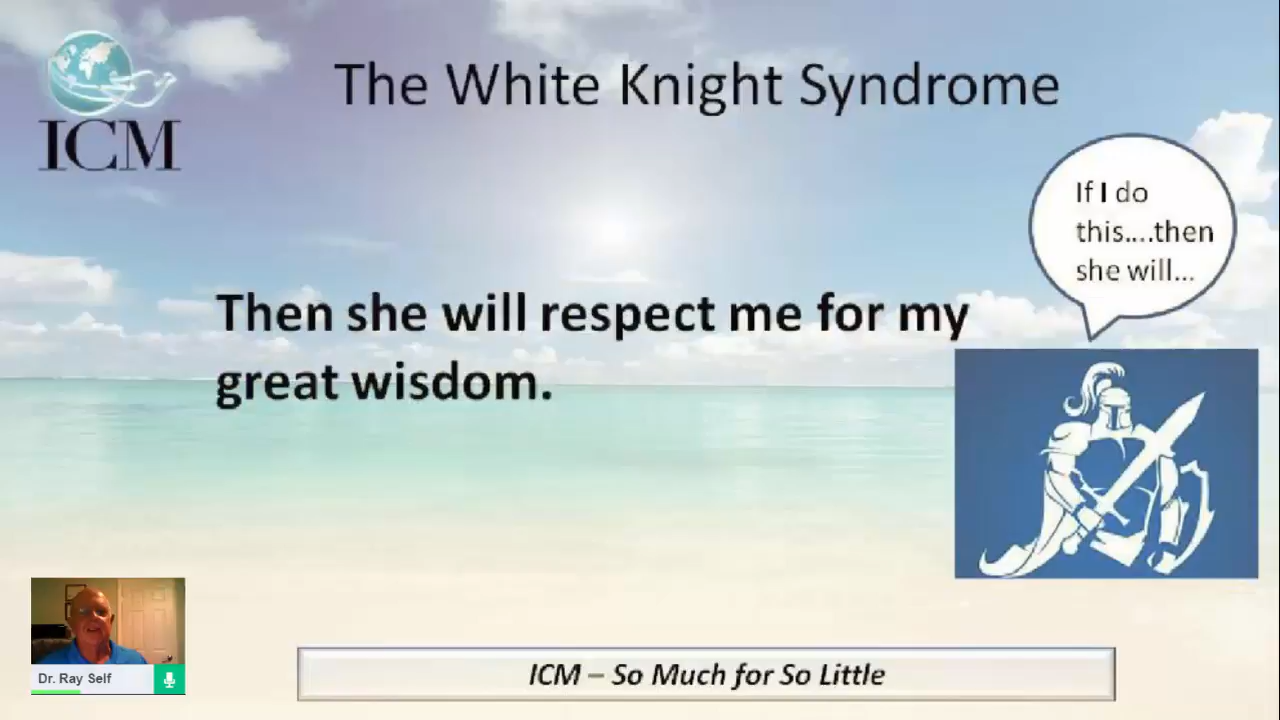 ICM
The White Knight Syndrome
If I do
this....then
she will...
Then she will respect me for my
great wisdom.
Dr. Ray Self
ICM – So Much for So Little